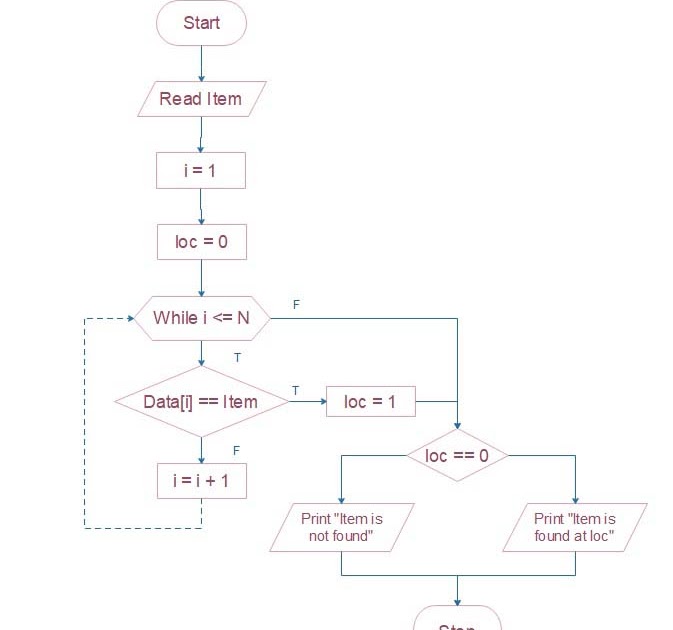 Start
Read Item
i = 1
loc = 0
While i <= N
F
T
Data[i] == Item
T
loc = 1
F
i = i + 1
loc == 0
Print "Item is
not found"
Print "Item is
found at loc"
Stop